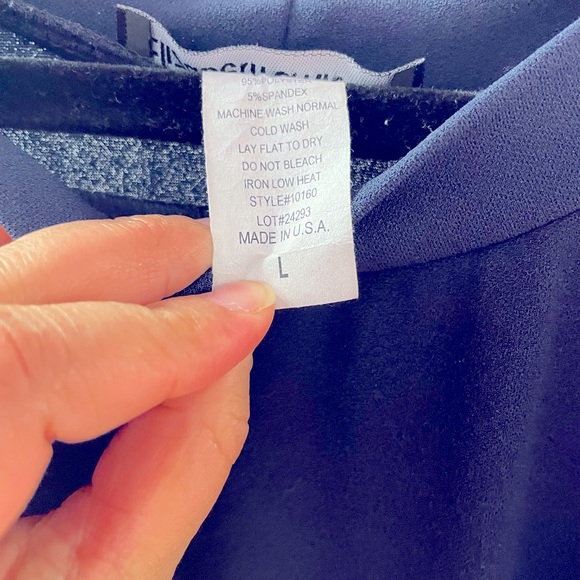 95% POLYESTER
5%SPANDEX
MACHINE WASH NORMAL
COLD WASH
LAY FLAT TO DRY
DO NOT BLEACH
IRON LOW HEAT
STYLE#10160
LOT#24293
MADE IN U.S.A.
L